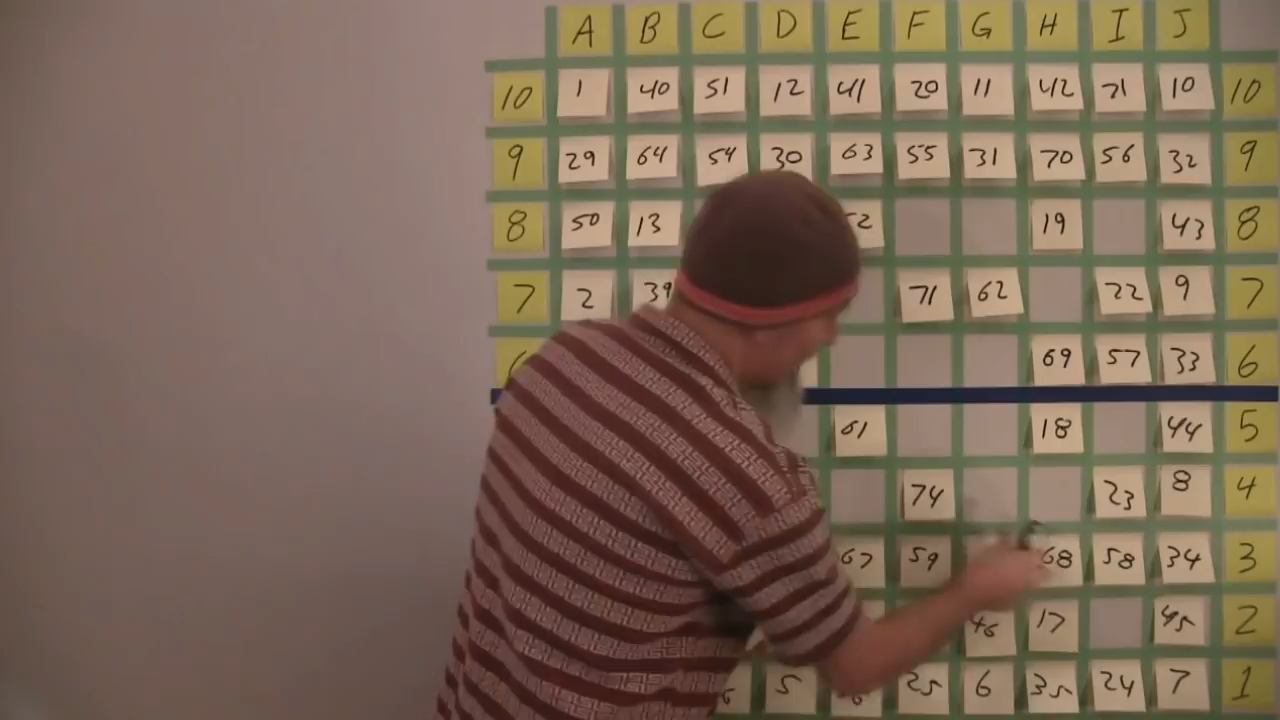 A B C D E F G H I J
10 1 40 51 12 41 20 11 42 21 10 10
9 29 64 54 30 63 55 31 70 56 32 9
8 50 13 19 43 8
7 2 39 71 62 22 9 7
69 57 33 6
61 18 44 5
74 23 8 4
67 59 68 58 34 3
46 17 45 2
5 25 6 35 24 7 1